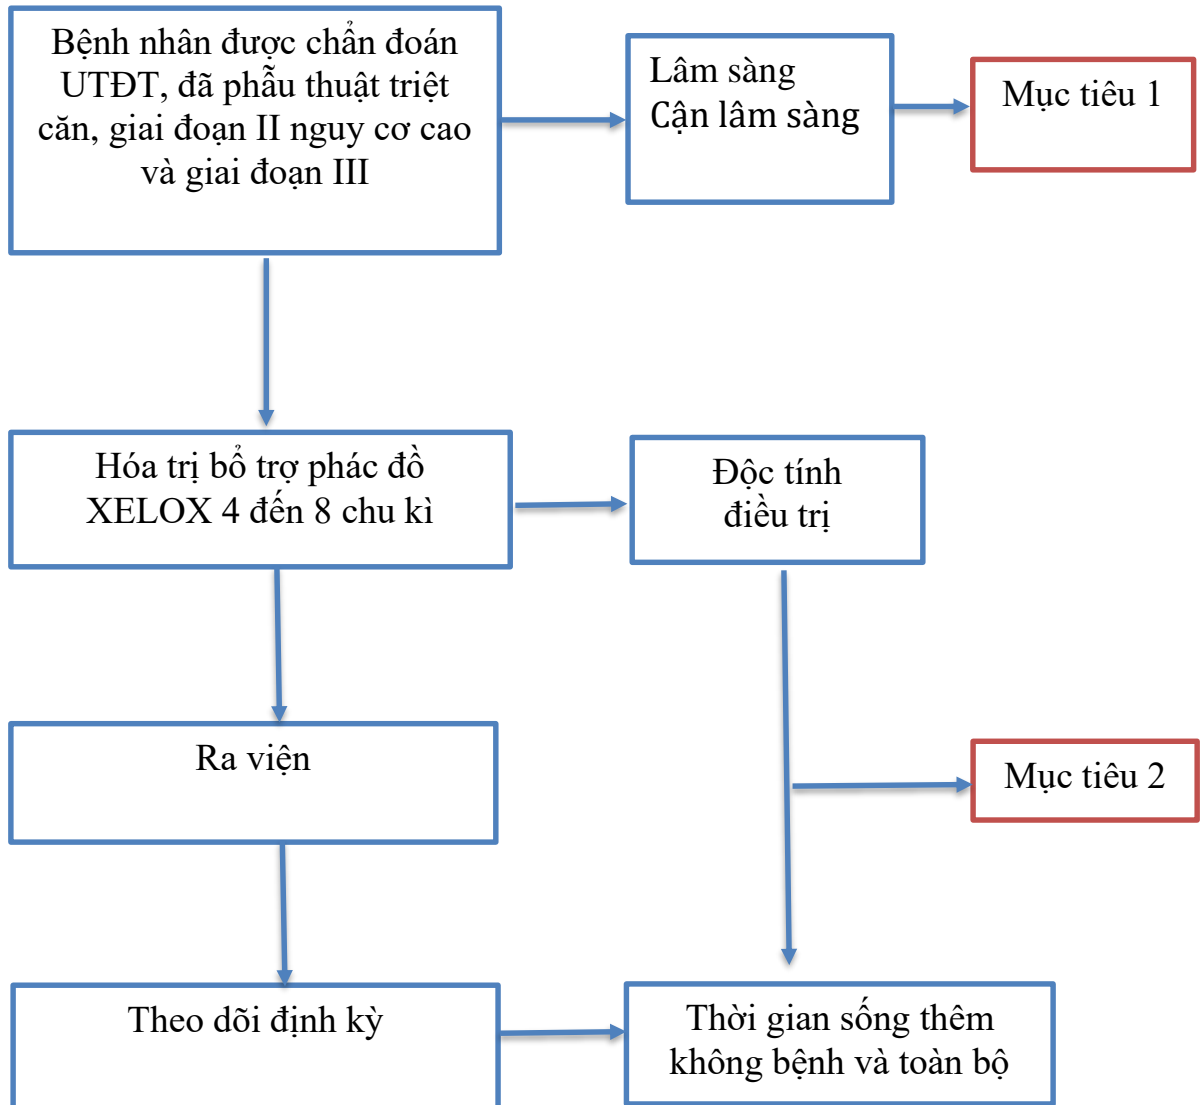 Bệnh nhân được chẩn đoán
UTĐT, đã phẫu thuật triệt
căn, giai đoạn II nguy cơ cao
và giai đoạn III
Lâm sàng
Cận lâm sàng
Mục tiêu 1
Hóa trị bổ trợ phác đồ
XELOX 4 đến 8 chu kì
Độc tính
điều trị
Ra viện
Mục tiêu 2
Theo dõi định kỳ
Thời gian sống thêm
không bệnh và toàn bộ